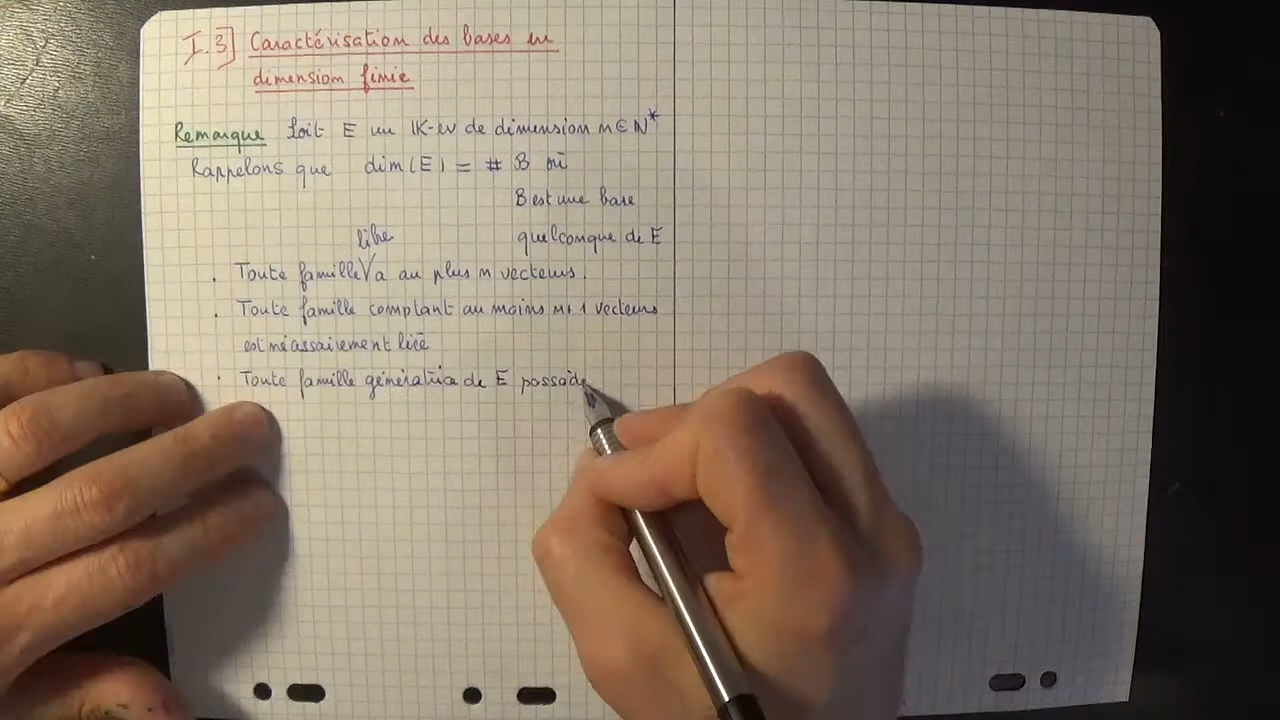 I.3] Caractérisation des bases en
dimension finie
Remarque Soit E un IK-ev de dimension n ∈ N*
Rappelons que dim(E) = # B où
B est une base
quelconque de E
libre
. Toute famille √ a au plus n vecteurs.
. Toute famille comptant au moins n+1 vecteurs
est nécessairement liée
. Toute famille génératrice de E possède